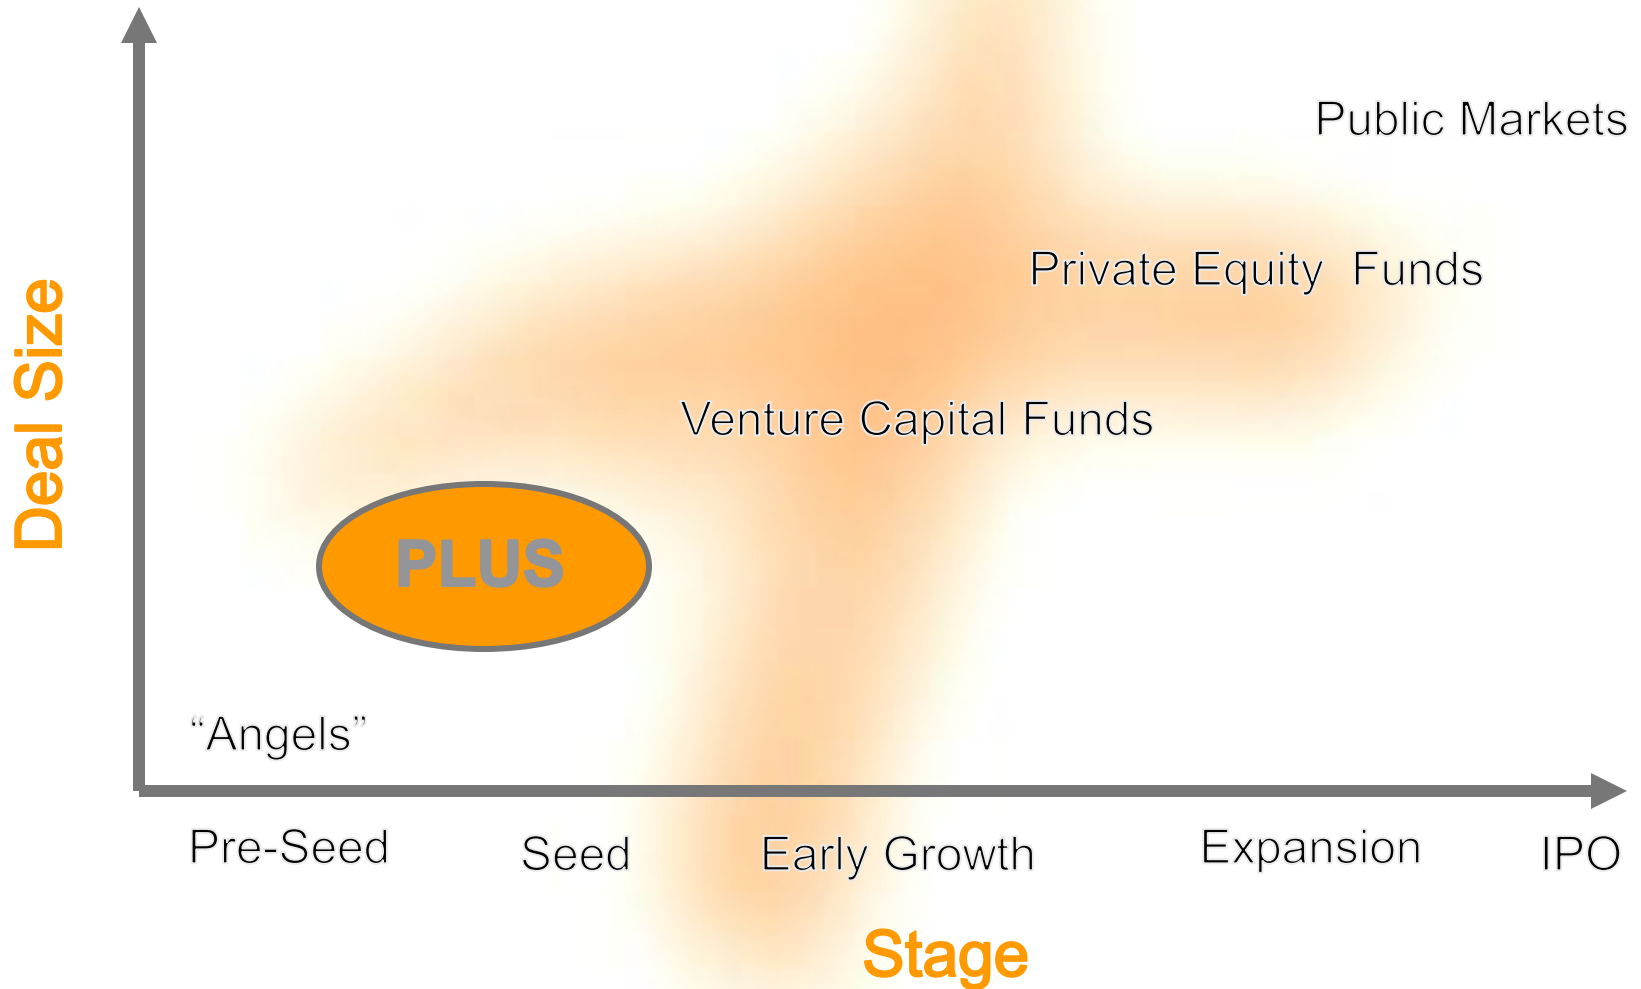 Public Markets
Private Equity  Funds
Deal Size
Venture Capital Funds
PLUS
“Angels”
Pre-Seed
Seed
Early Growth
Expansion
IPO
Stage